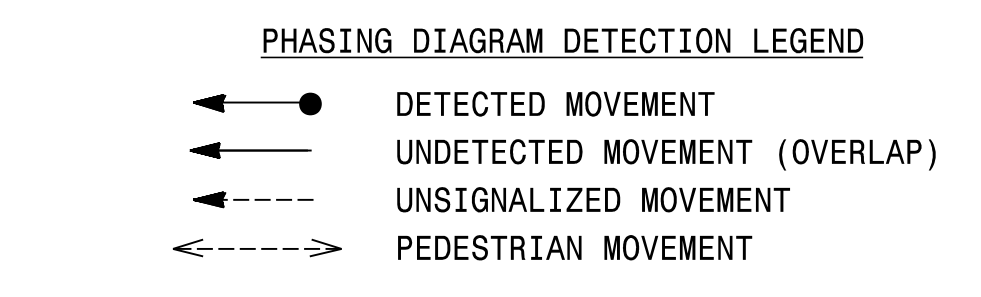 PHASING DIAGRAM DETECTION LEGEND
DETECTED MOVEMENT
UNDETECTED MOVEMENT (OVERLAP)
UNSIGNALIZED MOVEMENT
PEDESTRIAN MOVEMENT